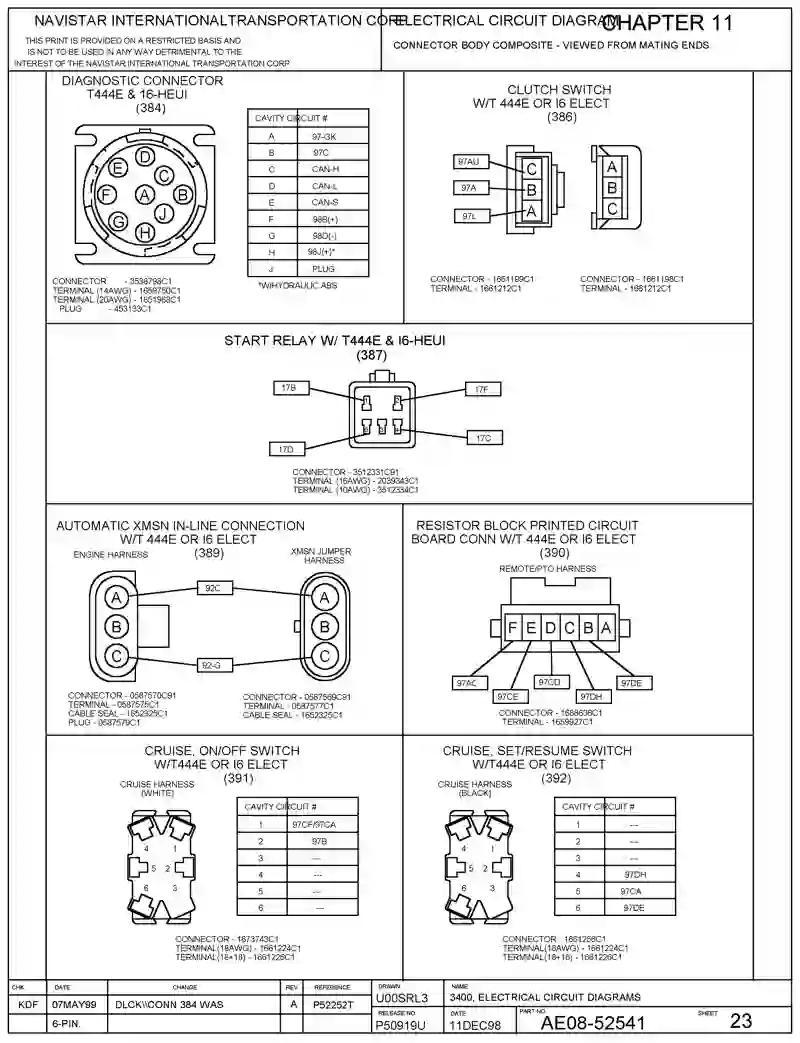 NAVISTAR INTERNATIONALTRANSPORTATION CORP
ELECTRICAL CIRCUIT DIAGRAM
CHAPTER 11
THIS PRINT IS PROVIDED ON A RESTRICTED BASIS AND
IS NOT TO BE USED IN ANY WAY DETRIMENTAL TO THE
INTEREST OF THE NAVISTAR INTERNATIONAL TRANSPORTATION CORP
CONNECTOR BODY COMPOSITE - VIEWED FROM MATING ENDS
DIAGNOSTIC CONNECTOR
T444E & 16-HEUI
(384)
CAVITY CIRCUIT #
A 97-GK
B 97C
C CAN-H
D CAN-L
E CAN-S
F 98B(+)
G 98D(-)
H 98J(+)*
J PLUG
*W/HYDRAULIC ABS
D
E
C
F
A
B
G
J
H
CONNECTOR - 3536798C1
TERMINAL (14AWG) - 1659750C1
TERMINAL (20AWG) - 1651968C1
PLUG - 453133C1
CLUTCH SWITCH
W/T 444E OR I6 ELECT
(386)
97AU
97A
97L
C
B
A
A
B
C
CONNECTOR - 1661199C1
TERMINAL - 1661212C1
CONNECTOR - 1661198C1
TERMINAL - 1661212C1
START RELAY W/ T444E & I6-HEUI
(387)
17B
17F
17D
17C
CONNECTOR - 3512331C91
TERMINAL (16AWG) - 2039343C1
TERMINAL (10AWG) - 3512334C1
AUTOMATIC XMSN IN-LINE CONNECTION
W/T 444E OR I6 ELECT
(389)
ENGINE HARNESS
XMSN JUMPER
HARNESS
92C
92-G
A
B
C
A
B
C
CONNECTOR - 0587570C91
TERMINAL - 0587575C1
CABLE SEAL - 1652325C1
PLUG - 0587579C1
CONNECTOR - 0587569C91
TERMINAL - 0587577C1
CABLE SEAL - 1652325C1
RESISTOR BLOCK PRINTED CIRCUIT
BOARD CONN W/T 444E OR I6 ELECT
(390)
REMOTE/PTO HARNESS
F E D C B A
97AC
97CE
97CD
97DH
97DE
CONNECTOR - 1688636C1
TERMINAL - 1659927C1
CRUISE, ON/OFF SWITCH
W/T444E OR I6 ELECT
(391)
CRUISE HARNESS
(WHITE)
4 1
5 2
6 3
CAVITY CIRCUIT #
1 97CF/97CA
2 97B
3 ---
4 ---
5 ---
6 ---
CONNECTOR - 1673743C1
TERMINAL(18AWG) - 1661224C1
TERMINAL(18+18) - 1661226C1
CRUISE, SET/RESUME SWITCH
W/T444E OR I6 ELECT
(392)
CRUISE HARNESS
(BLACK)
4 1
5 2
6 3
CAVITY CIRCUIT #
1 ---
2 ---
3 ---
4 97DH
5 97CA
6 97DE
CONNECTOR 1661256C1
TERMINAL(18AWG) - 1661224C1
TERMINAL(18+18) - 1661226C1
CHK DATE CHANGE REV REFERENCE
KDF 07MAY99 DLCK\\CONN 384 WAS A P52252T
6-PIN.
DRAWN
U00SRL3
NAME
3400, ELECTRICAL CIRCUIT DIAGRAMS
RELEASE NO.
P50919U
DATE
11DEC98
PART NO.
AE08-52541
SHEET 23